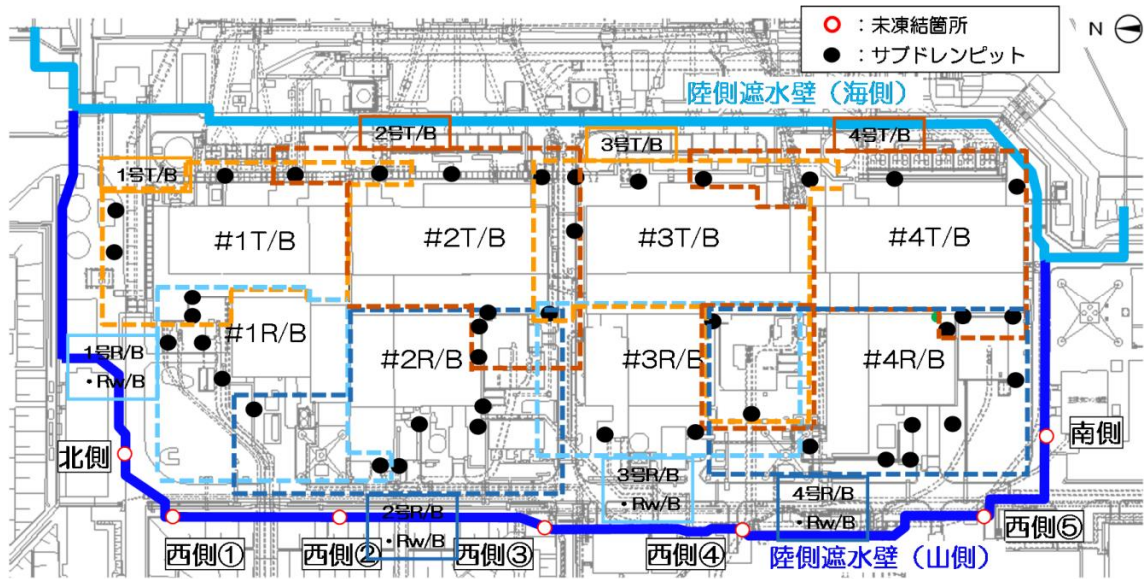 ○：未凍結箇所
●：サブドレンピット
N
陸側遮水壁（海側）
2号T/B
3号T/B
4号T/B
1号T/B
#1T/B
#2T/B
#3T/B
#4T/B
#1R/B
#2R/B
#3R/B
#4R/B
1号R/B
・Rw/B
北側
南側
3号R/B
・Rw/B
4号R/B
・Rw/B
2号R/B
・Rw/B
西側①
西側②
西側③
西側④
西側⑤
陸側遮水壁（山側）